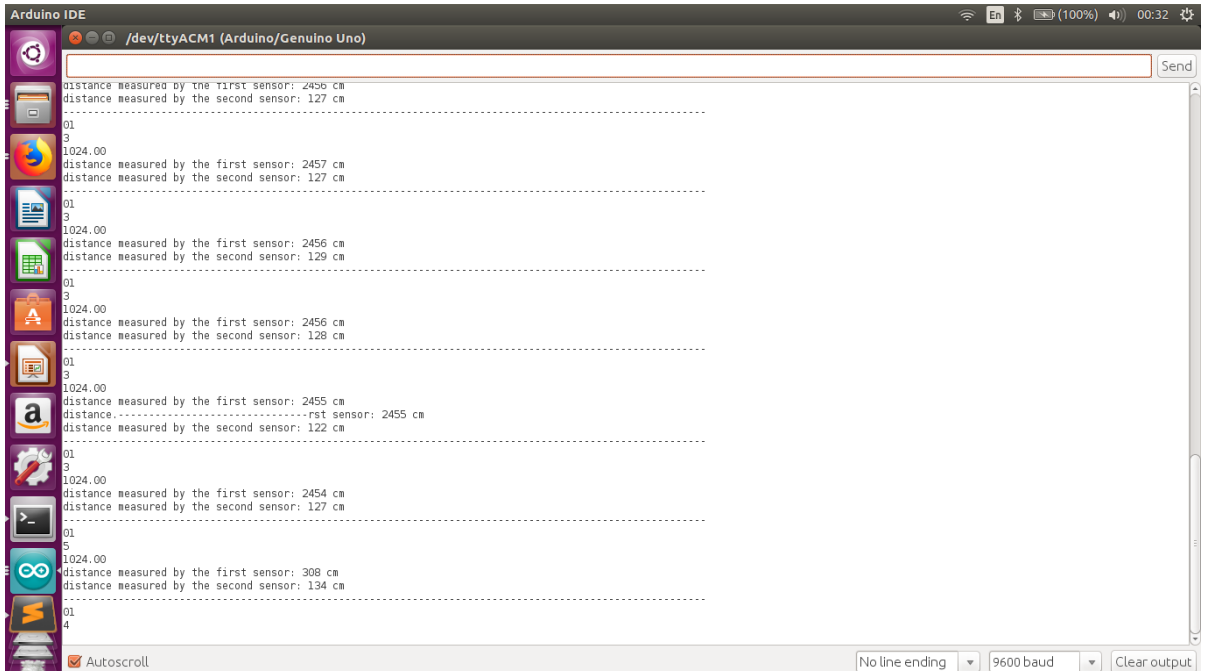 Arduino IDE
En (100%) 00:32
/dev/ttyACM1 (Arduino/Genuino Uno)
Send
distance measured by the first sensor: 2456 cm
distance measured by the second sensor: 127 cm
--------------------------------------------------------------------------------------------------------
01
3
1024.00
distance measured by the first sensor: 2457 cm
distance measured by the second sensor: 127 cm
--------------------------------------------------------------------------------------------------------
01
3
1024.00
distance measured by the first sensor: 2456 cm
distance measured by the second sensor: 129 cm
--------------------------------------------------------------------------------------------------------
01
3
1024.00
distance measured by the first sensor: 2456 cm
distance measured by the second sensor: 128 cm
--------------------------------------------------------------------------------------------------------
01
3
1024.00
distance measured by the first sensor: 2455 cm
distance.-------------------------------rst sensor: 2455 cm
distance measured by the second sensor: 122 cm
--------------------------------------------------------------------------------------------------------
01
3
1024.00
distance measured by the first sensor: 2454 cm
distance measured by the second sensor: 127 cm
--------------------------------------------------------------------------------------------------------
01
5
1024.00
distance measured by the first sensor: 308 cm
distance measured by the second sensor: 134 cm
--------------------------------------------------------------------------------------------------------
01
4
Autoscroll
No line ending
9600 baud
Clear output